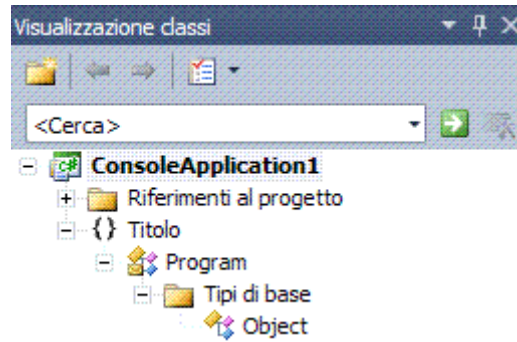 Visualizzazione classi
<Cerca>
C#
ConsoleApplication1
Riferimenti al progetto
{} Titolo
Program
Tipi di base
Object